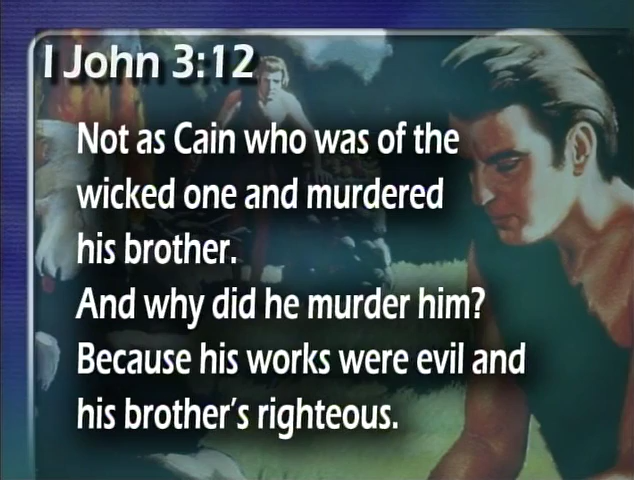 I John 3:12
Not as Cain who was of the
wicked one and murdered
his brother.
And why did he murder him?
Because his works were evil and
his brother's righteous.